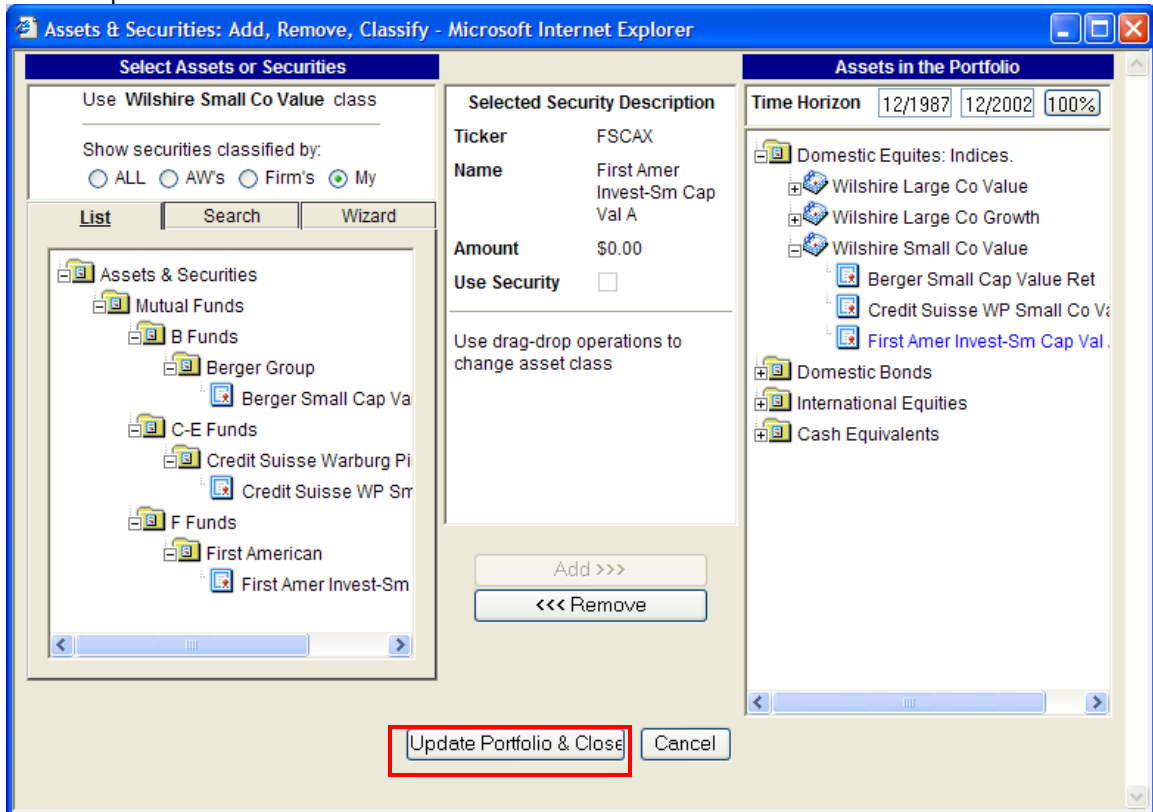 Assets & Securities: Add, Remove, Classify - Microsoft Internet Explorer
Select Assets or Securities
Use Wilshire Small Co Value class
Show securities classified by:
ALL AW's Firm's My
List Search Wizard
Assets & Securities
Mutual Funds
B Funds
Berger Group
Berger Small Cap Va
C-E Funds
Credit Suisse Warburg Pi
Credit Suisse WP Sm
F Funds
First American
First Amer Invest-Sm
Selected Security Description
Ticker FSCAX
Name First Amer
Invest-Sm Cap
Val A
Amount $0.00
Use Security
Use drag-drop operations to
change asset class
Add >>>
<<< Remove
Assets in the Portfolio
Time Horizon 12/1987 12/2002 100%
Domestic Equites: Indices.
Wilshire Large Co Value
Wilshire Large Co Growth
Wilshire Small Co Value
Berger Small Cap Value Ret
Credit Suisse WP Small Co Va
First Amer Invest-Sm Cap Val
Domestic Bonds
International Equities
Cash Equivalents
Update Portfolio & Close Cancel